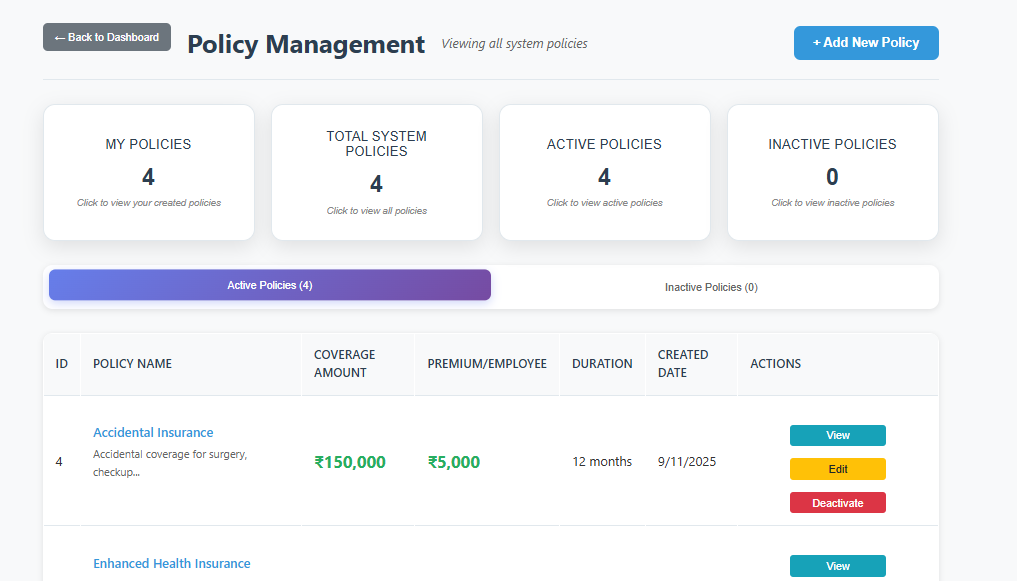 ← Back to Dashboard
Policy Management
Viewing all system policies
+ Add New Policy
MY POLICIES
4
Click to view your created policies
TOTAL SYSTEM
POLICIES
4
Click to view all policies
ACTIVE POLICIES
4
Click to view active policies
INACTIVE POLICIES
0
Click to view inactive policies
Active Policies (4)
Inactive Policies (0)
ID
POLICY NAME
COVERAGE
AMOUNT
PREMIUM/EMPLOYEE
DURATION
CREATED
DATE
ACTIONS
4
Accidental Insurance
Accidental coverage for surgery,
checkup...
₹150,000
₹5,000
12 months
9/11/2025
View
Edit
Deactivate
Enhanced Health Insurance
View